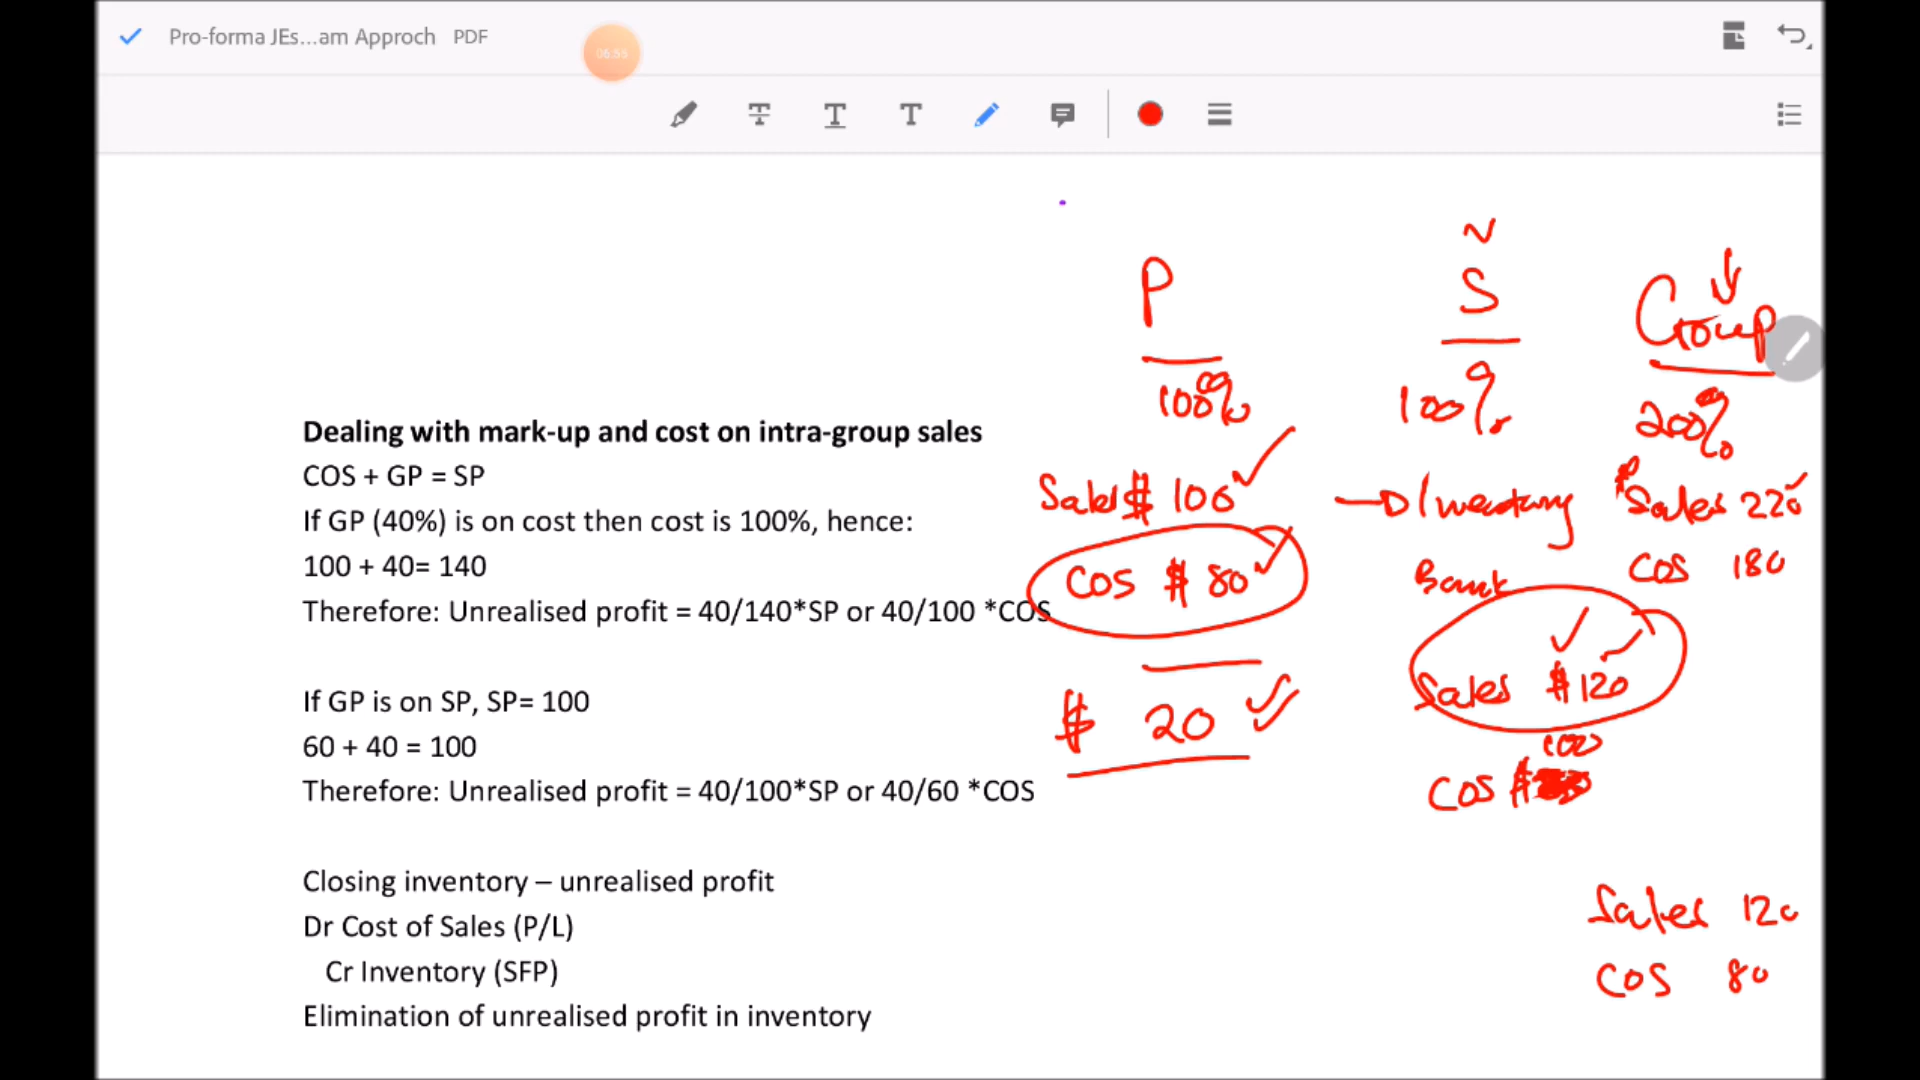 Pro-forma JEs...am Approch PDF
06:55
Dealing with mark-up and cost on intra-group sales
COS + GP = SP
If GP (40%) is on cost then cost is 100%, hence:
100 + 40= 140
Therefore: Unrealised profit = 40/140*SP or 40/100 *COS
If GP is on SP, SP= 100
60 + 40 = 100
Therefore: Unrealised profit = 40/100*SP or 40/60 *COS
Closing inventory – unrealised profit
Dr Cost of Sales (P/L)
Cr Inventory (SFP)
Elimination of unrealised profit in inventory
P
100%
Sales $ 100
COS $ 80
$ 20
S
100%
Inventory
Bank
Sales $120
100
COS $
Group
200%
Sales 220
COS 180
Sales 120
COS 80